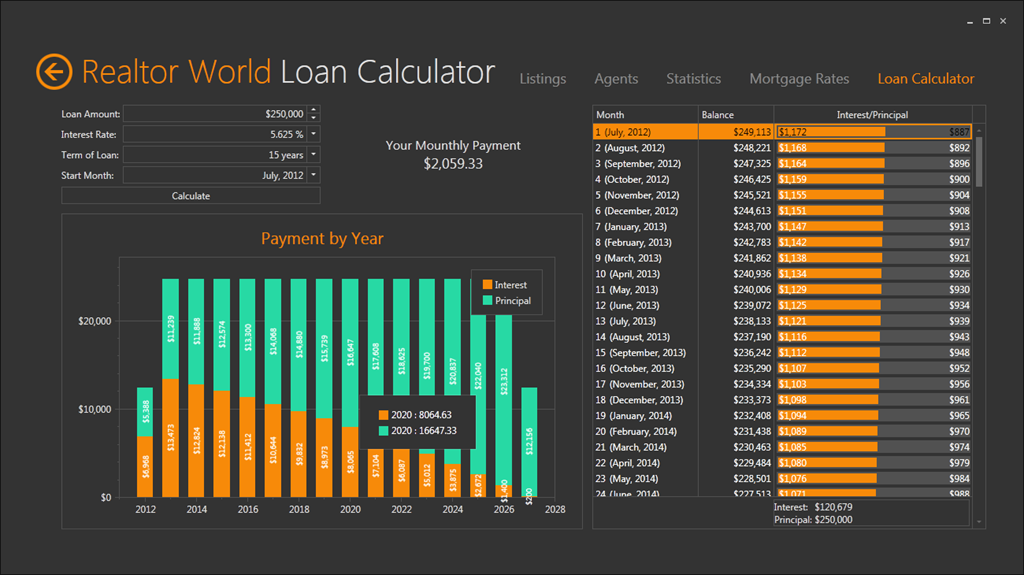 Realtor World Loan Calculator
Listings Agents Statistics Mortgage Rates Loan Calculator
Loan Amount: $250,000
Interest Rate: 5.625 %
Term of Loan: 15 years
Start Month: July, 2012
Calculate
Your Mounthly Payment
$2,059.33
Payment by Year
Interest
Principal
$20,000
$10,000
$0
$11,239 $11,888 $12,574 $13,300 $14,068 $14,880 $15,739 $16,647 $17,608 $18,625 $19,700 $20,837 $22,040 $23,312
$5,388 $12,156
2020 : 8064.63
2020 : 16647.33
$6,968 $13,473 $12,824 $12,138 $11,412 $10,644 $9,832 $8,973 $8,065 $7,104 $6,087 $5,012 $3,875 $2,672 $1,400 $200
2012 2014 2016 2018 2020 2022 2024 2026 2028
Month Balance Interest/Principal
1 (July, 2012) $249,113 $1,172 $887
2 (August, 2012) $248,221 $1,168 $892
3 (September, 2012) $247,325 $1,164 $896
4 (October, 2012) $246,425 $1,159 $900
5 (November, 2012) $245,521 $1,155 $904
6 (December, 2012) $244,613 $1,151 $908
7 (January, 2013) $243,700 $1,147 $913
8 (February, 2013) $242,783 $1,142 $917
9 (March, 2013) $241,862 $1,138 $921
10 (April, 2013) $240,936 $1,134 $926
11 (May, 2013) $240,006 $1,129 $930
12 (June, 2013) $239,072 $1,125 $934
13 (July, 2013) $238,133 $1,121 $939
14 (August, 2013) $237,190 $1,116 $943
15 (September, 2013) $236,242 $1,112 $948
16 (October, 2013) $235,290 $1,107 $952
17 (November, 2013) $234,334 $1,103 $956
18 (December, 2013) $233,373 $1,098 $961
19 (January, 2014) $232,408 $1,094 $965
20 (February, 2014) $231,438 $1,089 $970
21 (March, 2014) $230,463 $1,085 $974
22 (April, 2014) $229,484 $1,080 $979
23 (May, 2014) $228,501 $1,076 $984
24 (June, 2014) $227,513 $1,071 $988
Interest: $120,679
Principal: $250,000